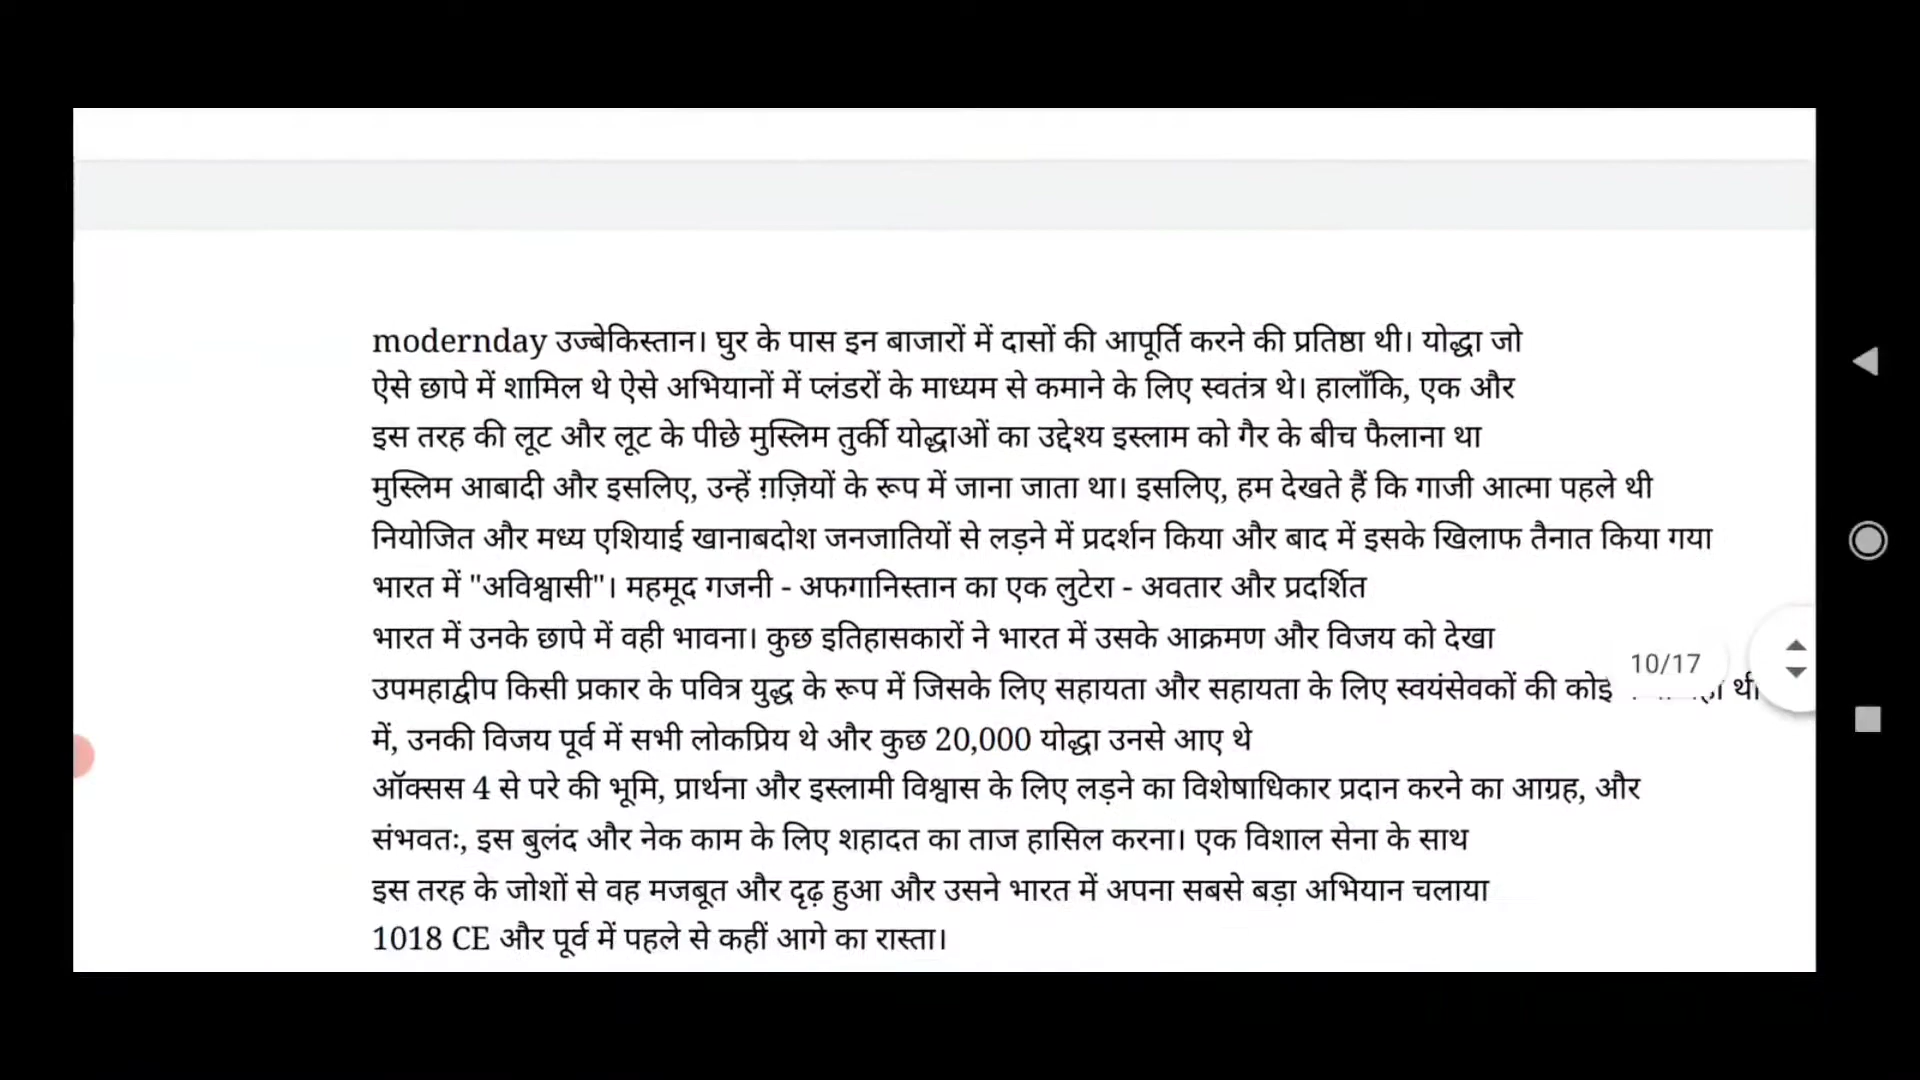 modernday उज्बेकिस्तान। घुर के पास इन बाजारों में दासों की आपूर्ति करने की प्रतिष्ठा थी। योद्धा जो
ऐसे छापे में शामिल थे ऐसे अभियानों में प्लंडरों के माध्यम से कमाने के लिए स्वतंत्र थे। हालाँकि, एक और
इस तरह की लूट और लूट के पीछे मुस्लिम तुर्की योद्धाओं का उद्देश्य इस्लाम को गैर के बीच फैलाना था
मुस्लिम आबादी और इसलिए, उन्हें ग़ज़ियों के रूप में जाना जाता था। इसलिए, हम देखते हैं कि गाजी आत्मा पहले थी
नियोजित और मध्य एशियाई खानाबदोश जनजातियों से लड़ने में प्रदर्शन किया और बाद में इसके खिलाफ तैनात किया गया
भारत में "अविश्वासी"। महमूद गजनी - अफगानिस्तान का एक लुटेरा - अवतार और प्रदर्शित
भारत में उनके छापे में वही भावना। कुछ इतिहासकारों ने भारत में उसके आक्रमण और विजय को देखा
10/17
उपमहाद्वीप किसी प्रकार के पवित्र युद्ध के रूप में जिसके लिए सहायता और सहायता के लिए स्वयंसेवकों की कोई थी
में, उनकी विजय पूर्व में सभी लोकप्रिय थे और कुछ 20,000 योद्धा उनसे आए थे
ऑक्सस 4 से परे की भूमि, प्रार्थना और इस्लामी विश्वास के लिए लड़ने का विशेषाधिकार प्रदान करने का आग्रह, और
संभवतः, इस बुलंद और नेक काम के लिए शहादत का ताज हासिल करना। एक विशाल सेना के साथ
इस तरह के जोशों से वह मजबूत और दृढ़ हुआ और उसने भारत में अपना सबसे बड़ा अभियान चलाया
1018 CE और पूर्व में पहले से कहीं आगे का रास्ता।